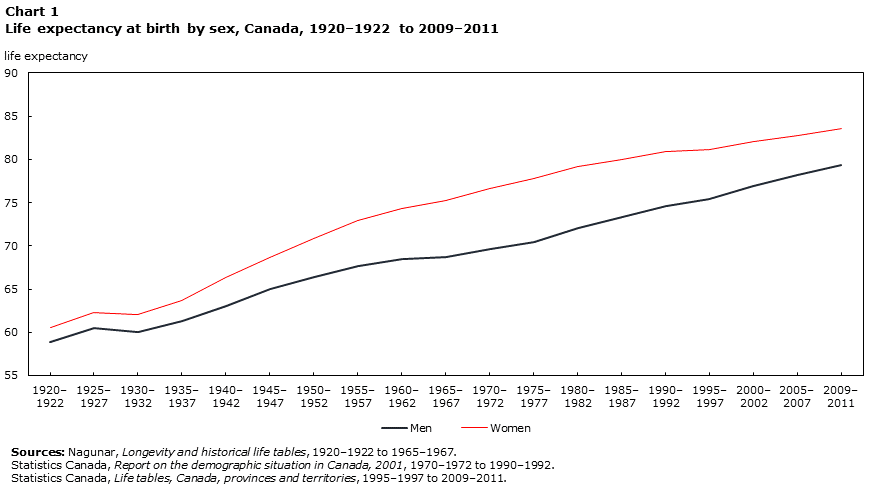 Chart 1
Life expectancy at birth by sex, Canada, 1920–1922 to 2009–2011
life expectancy
90
85
80
75
70
65
60
55
1920– 1925– 1930– 1935– 1940– 1945– 1950– 1955– 1960– 1965– 1970– 1975– 1980– 1985– 1990– 1995– 2000– 2005– 2009–
1922 1927 1932 1937 1942 1947 1952 1957 1962 1967 1972 1977 1982 1987 1992 1997 2002 2007 2011
Men Women
Sources: Nagunar, Longevity and historical life tables, 1920–1922 to 1965–1967.
Statistics Canada, Report on the demographic situation in Canada, 2001, 1970–1972 to 1990–1992.
Statistics Canada, Life tables, Canada, provinces and territories, 1995–1997 to 2009–2011.